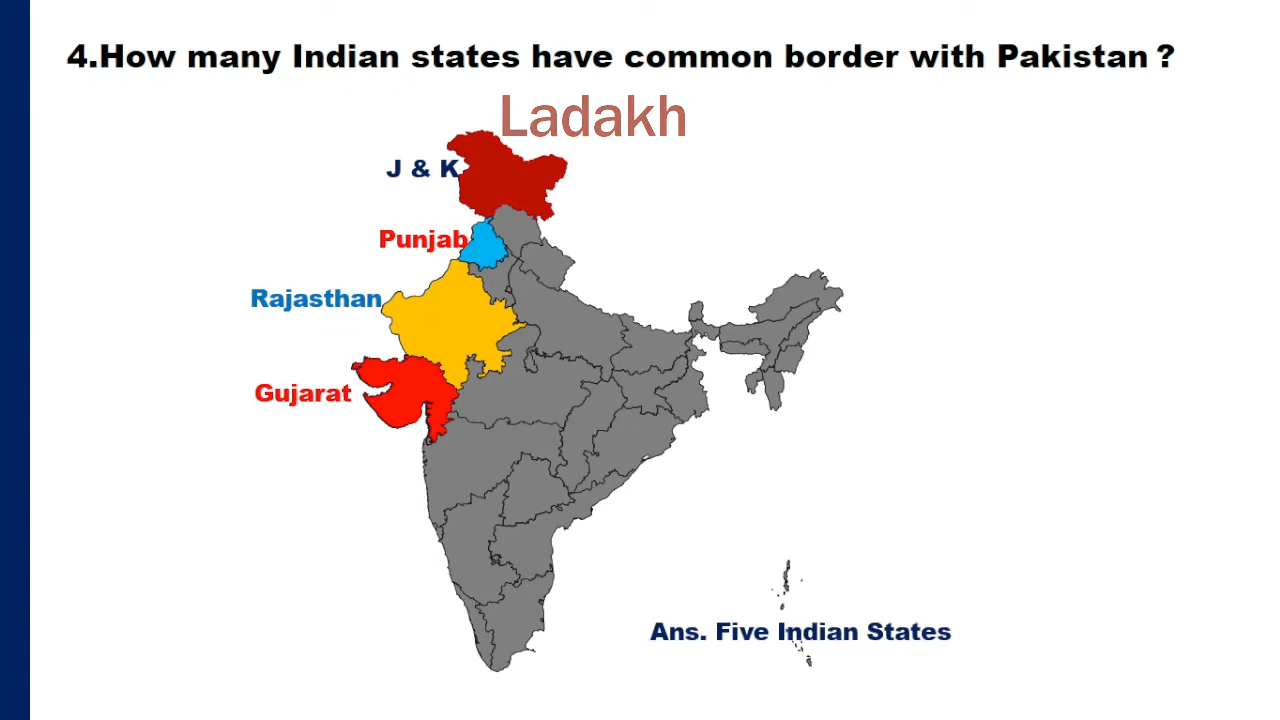 4.How many Indian states have common border with Pakistan ?
Ladakh
J & K
Punjab
Rajasthan
Gujarat
Ans. Five Indian States